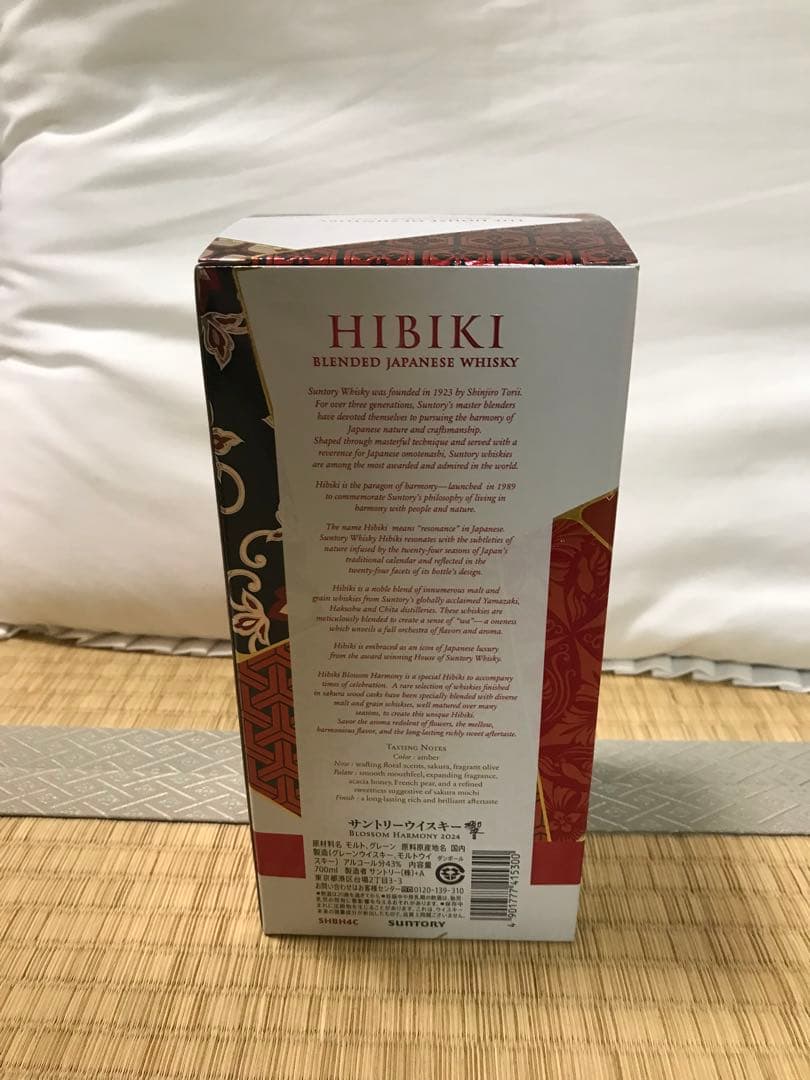 HIBIKI
BLENDED JAPANESE WHISKY
Suntory Whisky was founded in 1923 by Shinjiro Torii.
For over three generations, Suntory's master blenders
have devoted themselves to pursuing the harmony of
Japanese nature and craftsmanship.
Shaped through masterful technique and served with a
reverence for Japanese omotenashi, Suntory whiskies
are among the most awarded and admired in the world.
Hibiki is the paragon of harmony—launched in 1989
to commemorate Suntory's philosophy of living in
harmony with people and nature.
The name Hibiki means "resonance" in Japanese.
Suntory Whisky Hibiki resonates with the subtleties of
nature infused by the twenty-four seasons of Japan's
traditional calendar and reflected in the
twenty-four facets of its bottle's design.
Hibiki is a noble blend of innumerous malt and
grain whiskies from Suntory's globally acclaimed Yamazaki,
Hakushu and Chita distilleries. These whiskies are
meticulously blended to create a sense of "wa"—a oneness
which unveils a full orchestra of flavors and aroma.
Hibiki is embraced as an icon of Japanese luxury
from the award winning House of Suntory Whisky.
Hibiki Blossom Harmony is a special Hibiki to accompany
times of celebration. A rare selection of whiskies finished
in sakura wood casks have been specially blended with diverse
malt and grain whiskies, well matured over many
seasons, to create this unique Hibiki.
Savor the aroma redolent of flowers, the mellow,
harmonious flavor, and the long-lasting richly sweet aftertaste.
TASTING NOTES
Color : amber
Nose : wafting floral scents, sakura, fragrant olive
Palate : smooth mouthfeel, expanding fragrance,
acacia honey, French pear, and a refined
sweetness suggestive of sakura mochi
Finish : a long-lasting rich and brilliant aftertaste
サントリーウイスキー 響
BLOSSOM HARMONY 2024
原材料名 モルト、グレーン 原料原産地名 国内
製造(グレーンウイスキー、モルトウイ
スキー) アルコール分43% 内容量
700ml 製造者 サントリー(株)+A
東京都港区台場2丁目3-3
お問い合わせはお客様センター 0120-139-310
ダンボール
4 901777 415300
SHBH4C SUNTORY